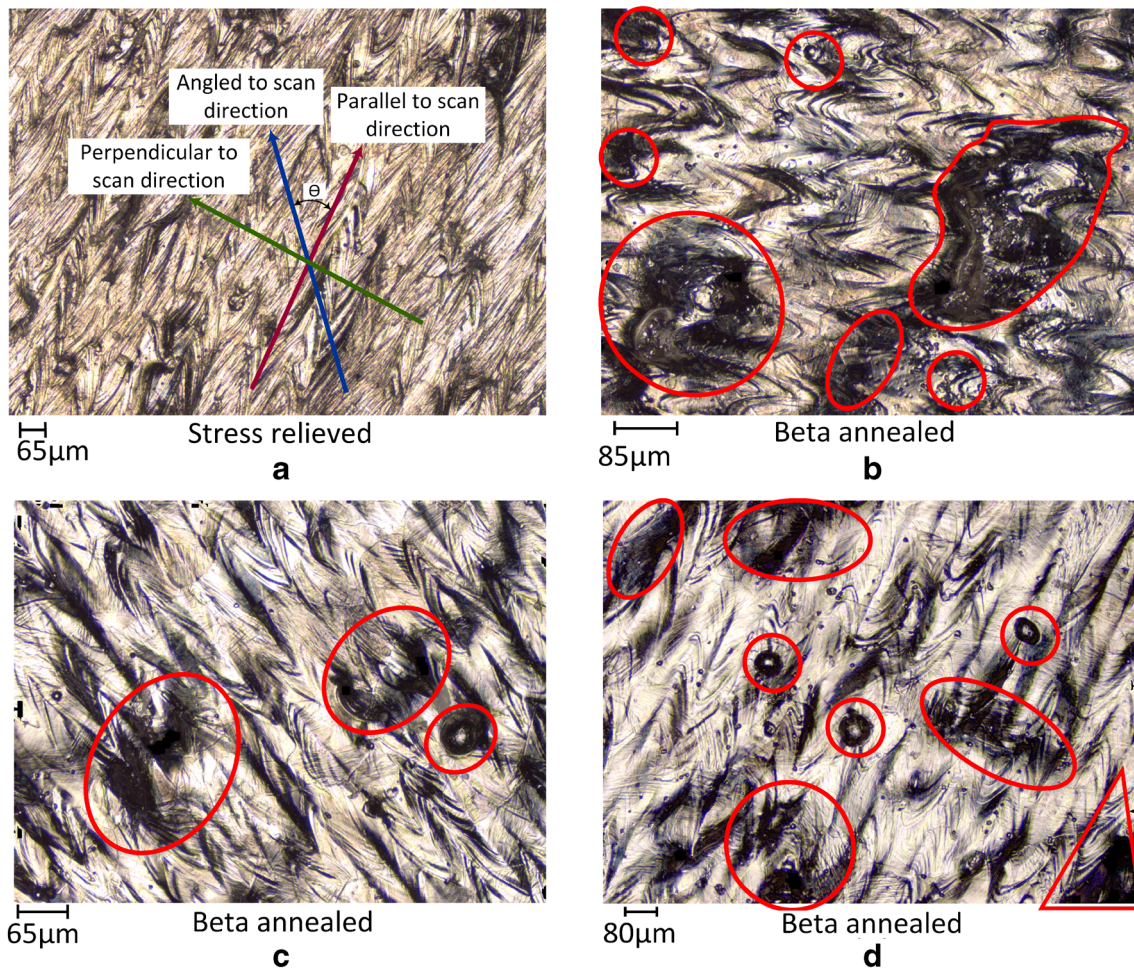 Angled to scan
direction
Parallel to scan
direction
Perpendicular to
scan direction
Θ
65μm
Stress relieved
a
85μm
Beta annealed
b
65μm
Beta annealed
c
80μm
Beta annealed
d